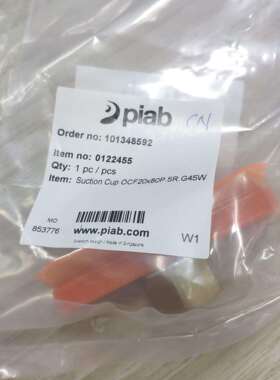 piab
CN
Order no: 101348592
Item no: 0122455
Qty: 1 pc / pcs
Item: Suction Cup OCF20x80P.SR.G45W
MO
853776
www.piab.com
W1